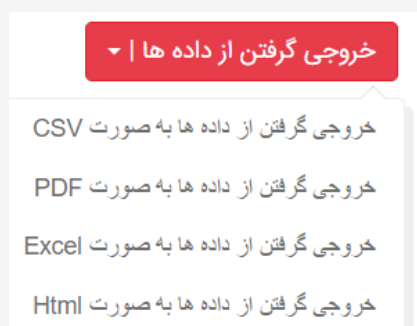 خروجی گرفتن از داده ها |
خروجی گرفتن از داده ها به صورت CSV
خروجی گرفتن از داده ها به صورت PDF
خروجی گرفتن از داده ها به صورت Excel
خروجی گرفتن از داده ها به صورت Html